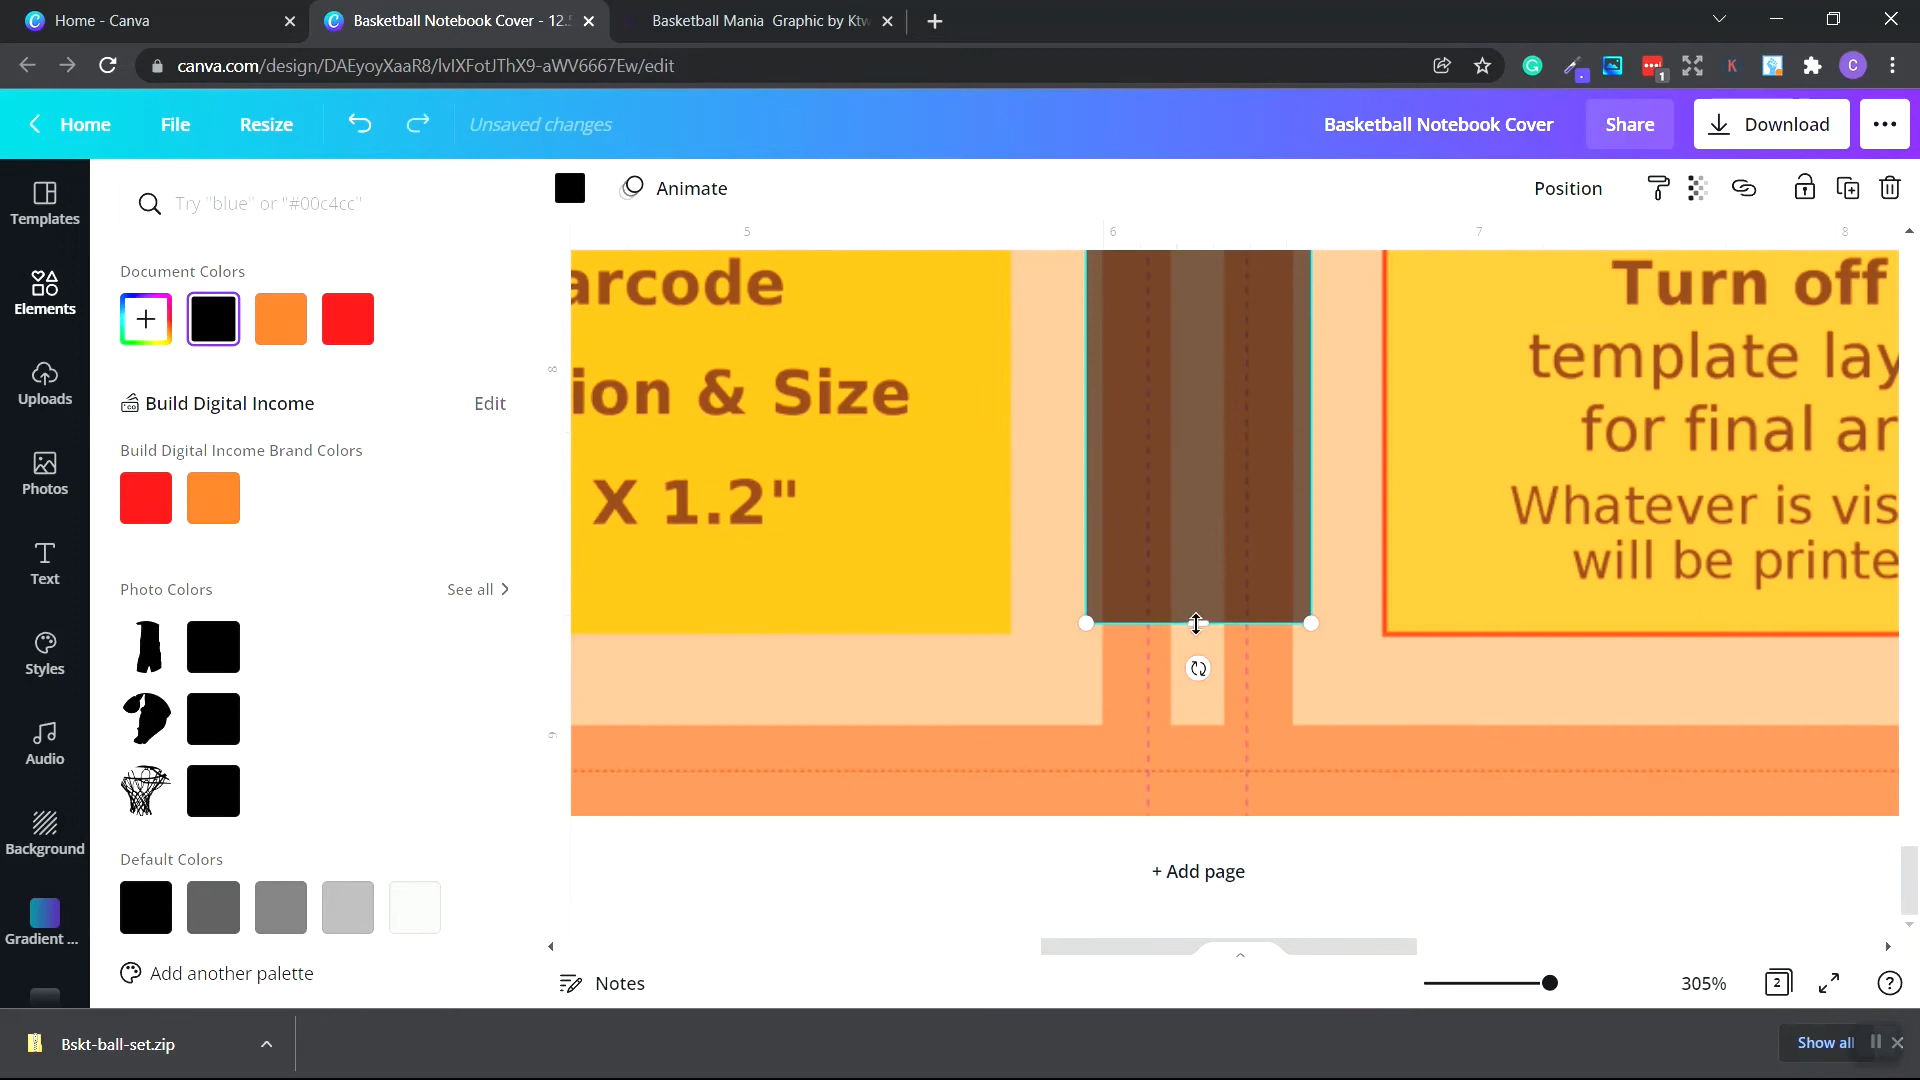 Home - Canva
Basketball Notebook Cover - 12.
Basketball Mania Graphic by Ktw
canva.com/design/DAEyoyXaaR8/lvIXFotJThX9-aWV6667Ew/edit
Home
File
Resize
Unsaved changes
Basketball Notebook Cover
Share
Download
Templates
Elements
Uploads
Photos
Text
Styles
Audio
Background
Gradient ...
Try "blue" or "#00c4cc"
Document Colors
Build Digital Income
Edit
Build Digital Income Brand Colors
Photo Colors
See all
Default Colors
Add another palette
Animate
Position
5
6
7
8
8
9
arcode
ion & Size
X 1.2"
Turn off
template lay
for final ar
Whatever is vis
will be printe
+ Add page
Notes
305%
2
Bskt-ball-set.zip
Show all